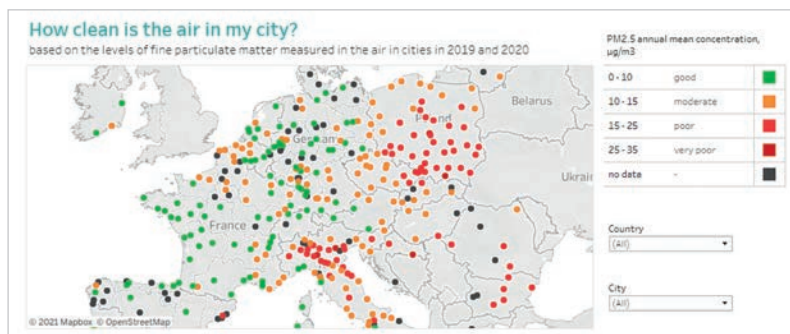 How clean is the air in my city?
based on the levels of fine particulate matter measured in the air in cities in 2019 and 2020
PM2.5 annual mean concentration,
µg/m3
0 - 10 good
10 - 15 moderate
15 - 25 poor
25 - 35 very poor
no data -
Belarus
Poland
German
Ukrai
France
Country
(All)
City
(All)
© 2021 Mapbox © OpenStreetMap